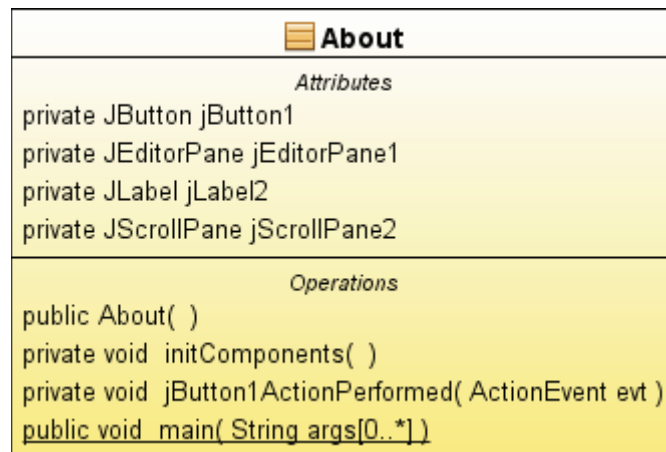 About
Attributes
private JButton jButton1
private JEditorPane jEditorPane1
private JLabel jLabel2
private JScrollPane jScrollPane2
Operations
public About( )
private void initComponents( )
private void jButton1ActionPerformed( ActionEvent evt )
public void main( String args[0..*] )